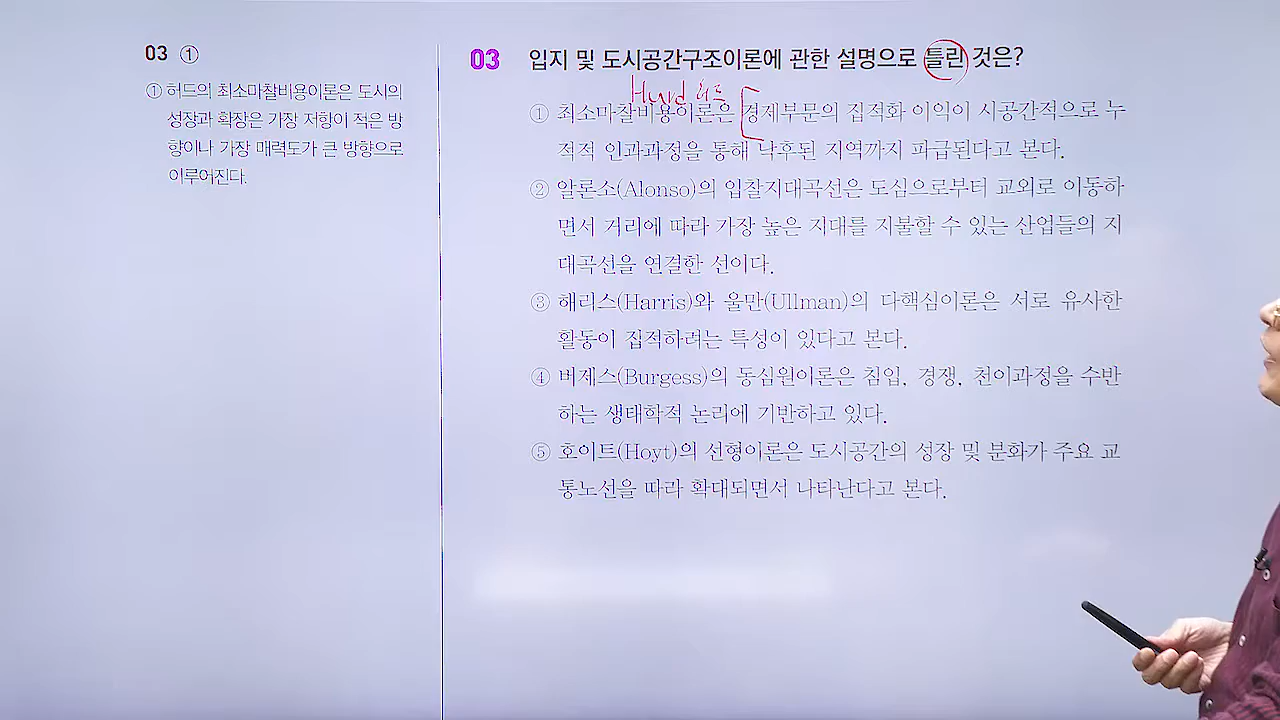 03 ①
① 허드의 최소마찰비용이론은 도시의
성장과 확장은 가장 저항이 적은 방
향이나 가장 매력도가 큰 방향으로
이루어진다.
03 입지 및 도시공간구조이론에 관한 설명으로 틀린 것은?
Hurd 허드
① 최소마찰비용이론은 경제부문의 집적화 이익이 시공간적으로 누
적적 인과과정을 통해 낙후된 지역까지 파급된다고 본다.
② 알론소(Alonso)의 입찰지대곡선은 도심으로부터 교외로 이동하
면서 거리에 따라 가장 높은 지대를 지불할 수 있는 산업들의 지
대곡선을 연결한 선이다.
③ 해리스(Harris)와 울만(Ullman)의 다핵심이론은 서로 유사한
활동이 집적하려는 특성이 있다고 본다.
④ 버제스(Burgess)의 동심원이론은 침입, 경쟁, 천이과정을 수반
하는 생태학적 논리에 기반하고 있다.
⑤ 호이트(Hoyt)의 선형이론은 도시공간의 성장 및 분화가 주요 교
통노선을 따라 확대되면서 나타난다고 본다.